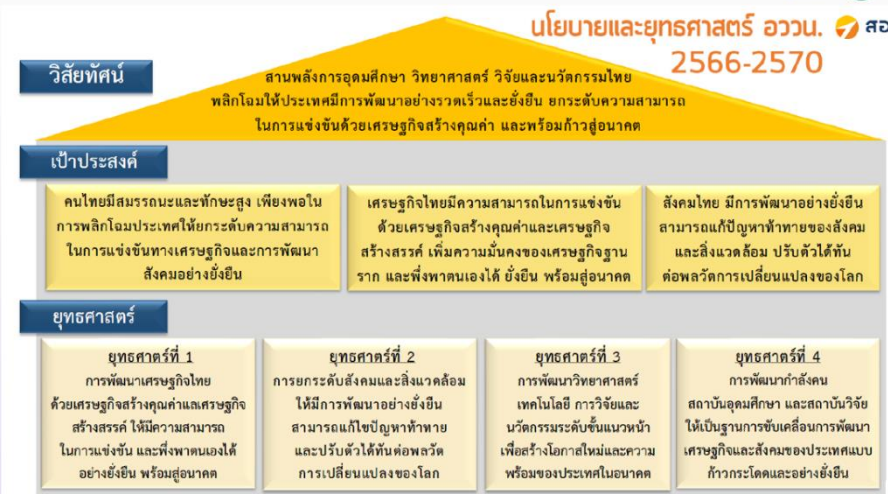 นโยบายและยุทธศาสตร์ อววน.
2566-2570
วิสัยทัศน์
สานพลังการอุดมศึกษา วิทยาศาสตร์ วิจัยและนวัตกรรมไทย
พลิกโฉมให้ประเทศมีการพัฒนาอย่างรวดเร็วและยั่งยืน ยกระดับความสามารถ
ในการแข่งขันด้วยเศรษฐกิจสร้างคุณค่า และพร้อมก้าวสู่อนาคต
เป้าประสงค์
คนไทยมีสมรรถนะและทักษะสูง เพียงพอใน
การพลิกโฉมประเทศให้ยกระดับความสามารถ
ในการแข่งขันทางเศรษฐกิจและการพัฒนา
สังคมอย่างยั่งยืน
เศรษฐกิจไทยมีความสามารถในการแข่งขัน
ด้วยเศรษฐกิจสร้างคุณค่าและเศรษฐกิจ
สร้างสรรค์ เพิ่มความมั่นคงของเศรษฐกิจฐาน
ราก และพึ่งพาตนเองได้ ยั่งยืน พร้อมสู่อนาคต
สังคมไทย มีการพัฒนาอย่างยั่งยืน
สามารถแก้ปัญหาท้าทายของสังคม
และสิ่งแวดล้อม ปรับตัวได้ทัน
ต่อพลวัตการเปลี่ยนแปลงของโลก
ยุทธศาสตร์
ยุทธศาตร์ที่ 1
การพัฒนาเศรษฐกิจไทย
ด้วยเศรษฐกิจสร้างคุณค่าแลเศรษฐกิจ
สร้างสรรค์ ให้มีความสามารถ
ในการแข่งขัน และพึ่งพาตนเองได้
อย่างยั่งยืน พร้อมสู่อนาคต
ยุทธศาตร์ที่ 2
การยกระดับสังคมและสิ่งแวดล้อม
ให้มีการพัฒนาอย่างยั่งยืน
สามารถแก้ไขปัญหาท้าทาย
และปรับตัวได้ทันต่อพลวัต
การเปลี่ยนแปลงของโลก
ยุทธศาตร์ที่ 3
การพัฒนาวิทยาศาสตร์
เทคโนโลยี การวิจัยและ
นวัตกรรมระดับขั้นแนวหน้า
เพื่อสร้างโอกาสใหม่และความ
พร้อมของประเทศในอนาคต
ยุทธศาตร์ที่ 4
การพัฒนากำลังคน
สถาบันอุดมศึกษา และสถาบันวิจัย
ให้เป็นฐานการขับเคลื่อนการพัฒนา
เศรษฐกิจและสังคมของประเทศแบบ
ก้าวกระโดดและอย่างยั่งยืน